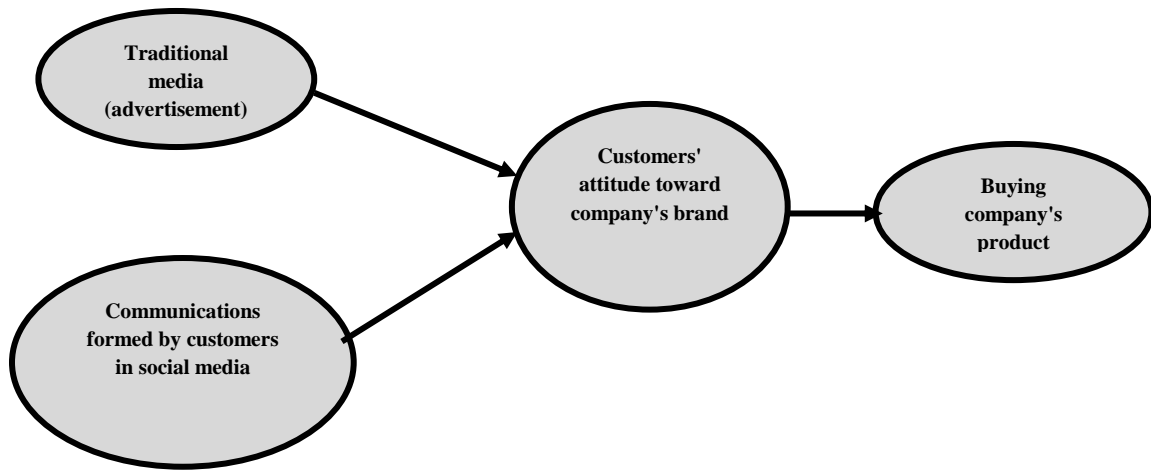 Traditional
media
(advertisement)
Customers'
attitude toward
company's brand
Buying
company's
product
Communications
formed by customers
in social media